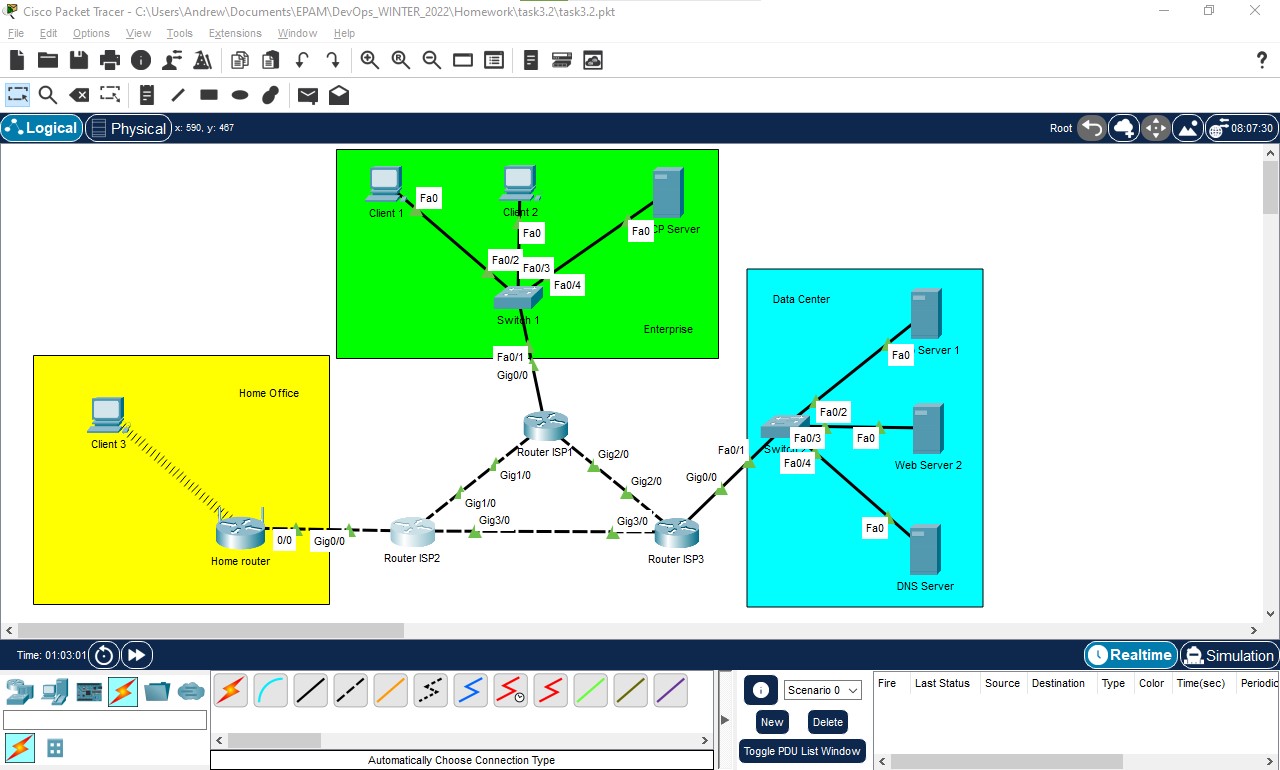 Cisco Packet Tracer - C:\Users\Andrew\Documents\EPAM\DevOps_WINTER_2022\Homework\task3.2\task3.2.pkt
File Edit Options View Tools Extensions Window Help
?
Logical Physical x: 590, y: 467 Root 08:07:30
Client 1
Fa0
Client 2
Fa0
CP Server
Fa0
Fa0/2
Fa0/3
Fa0/4
Switch 1
Enterprise
Fa0/1
Gig0/0
Data Center
Server 1
Fa0
Fa0/2
Fa0/3
Fa0
Web Server 2
Fa0/4
Fa0/1
Gig0/0
Fa0
DNS Server
Home Office
Client 3
Router ISP1
Gig1/0
Gig2/0
Gig1/0
Gig2/0
Gig3/0
Gig3/0
0/0
Gig0/0
Home router
Router ISP2
Router ISP3
Time: 01:03:01
Realtime Simulation
Scenario 0
New Delete
Toggle PDU List Window
Fire Last Status Source Destination Type Color Time(sec) Periodic
Automatically Choose Connection Type